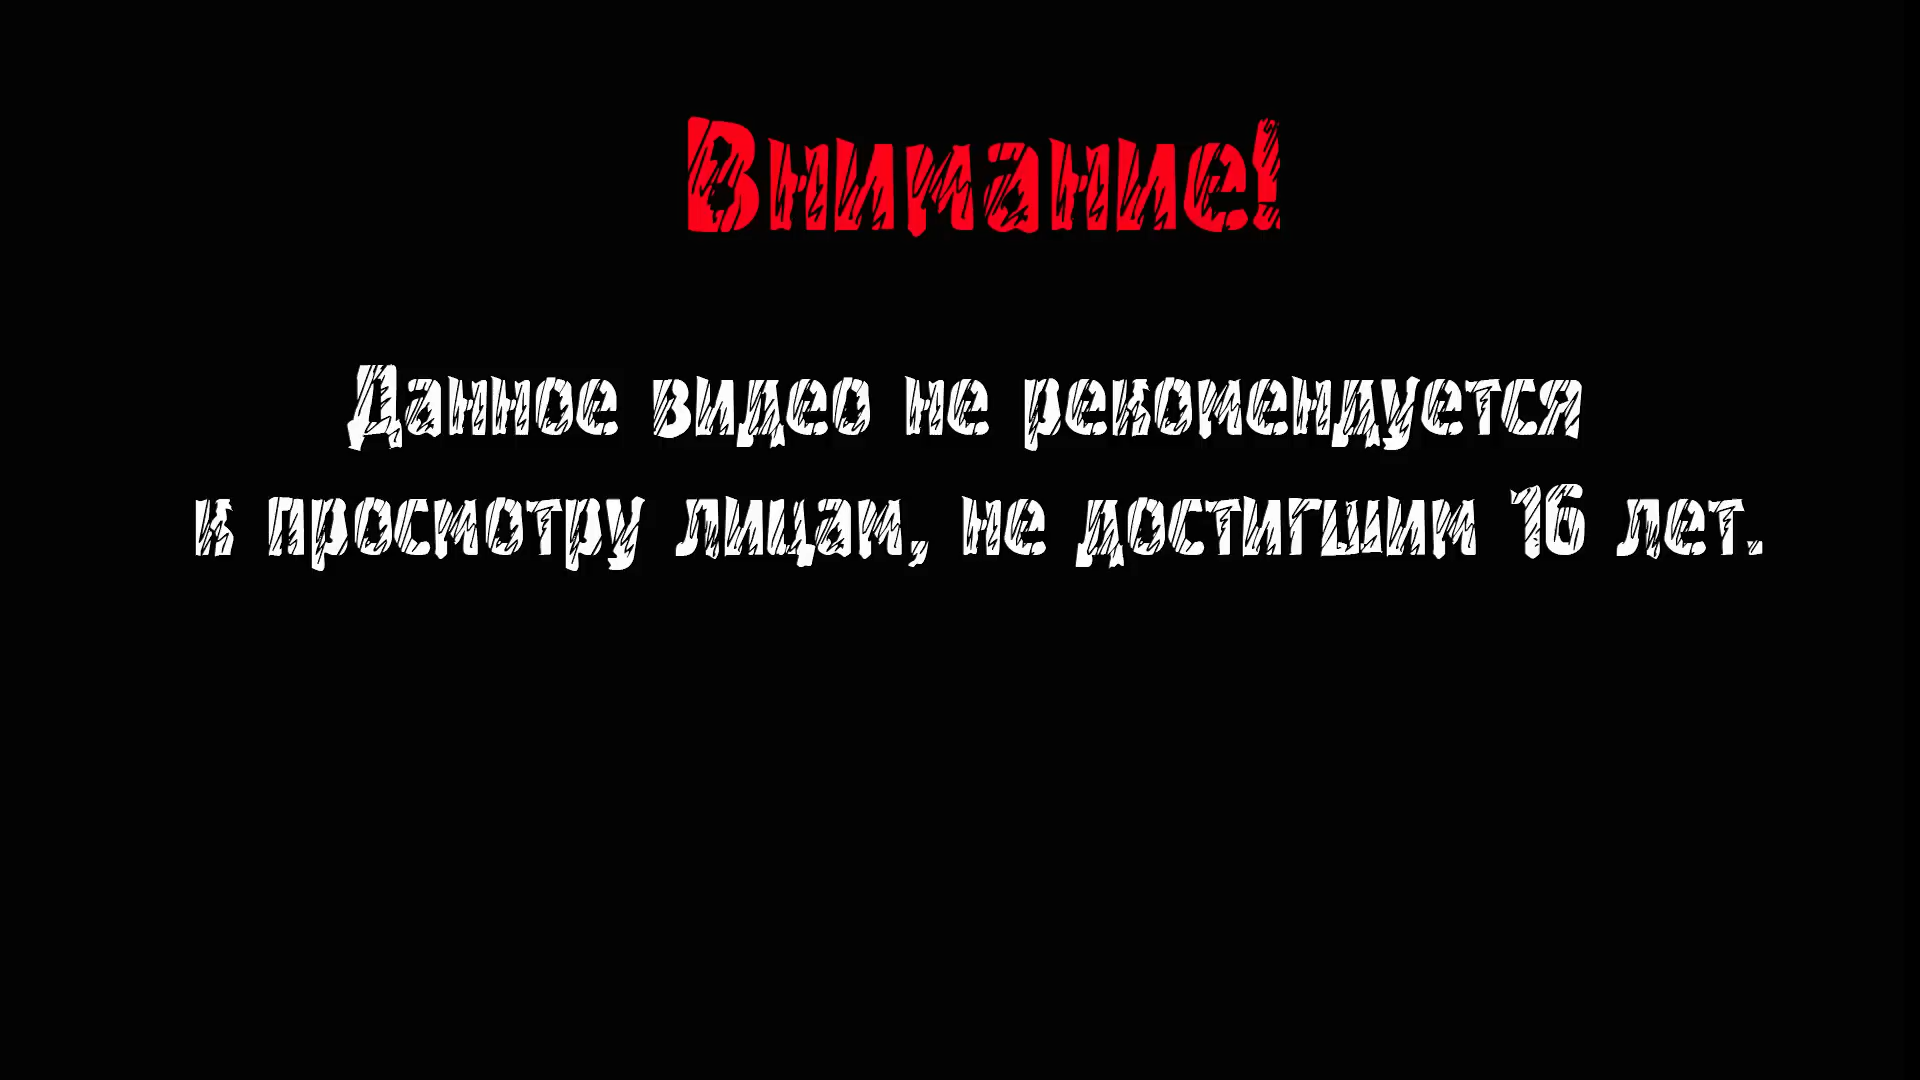 Внимание!
Данное видео не рекомендуется
к просмотру лицам, не достигшим 16 лет.